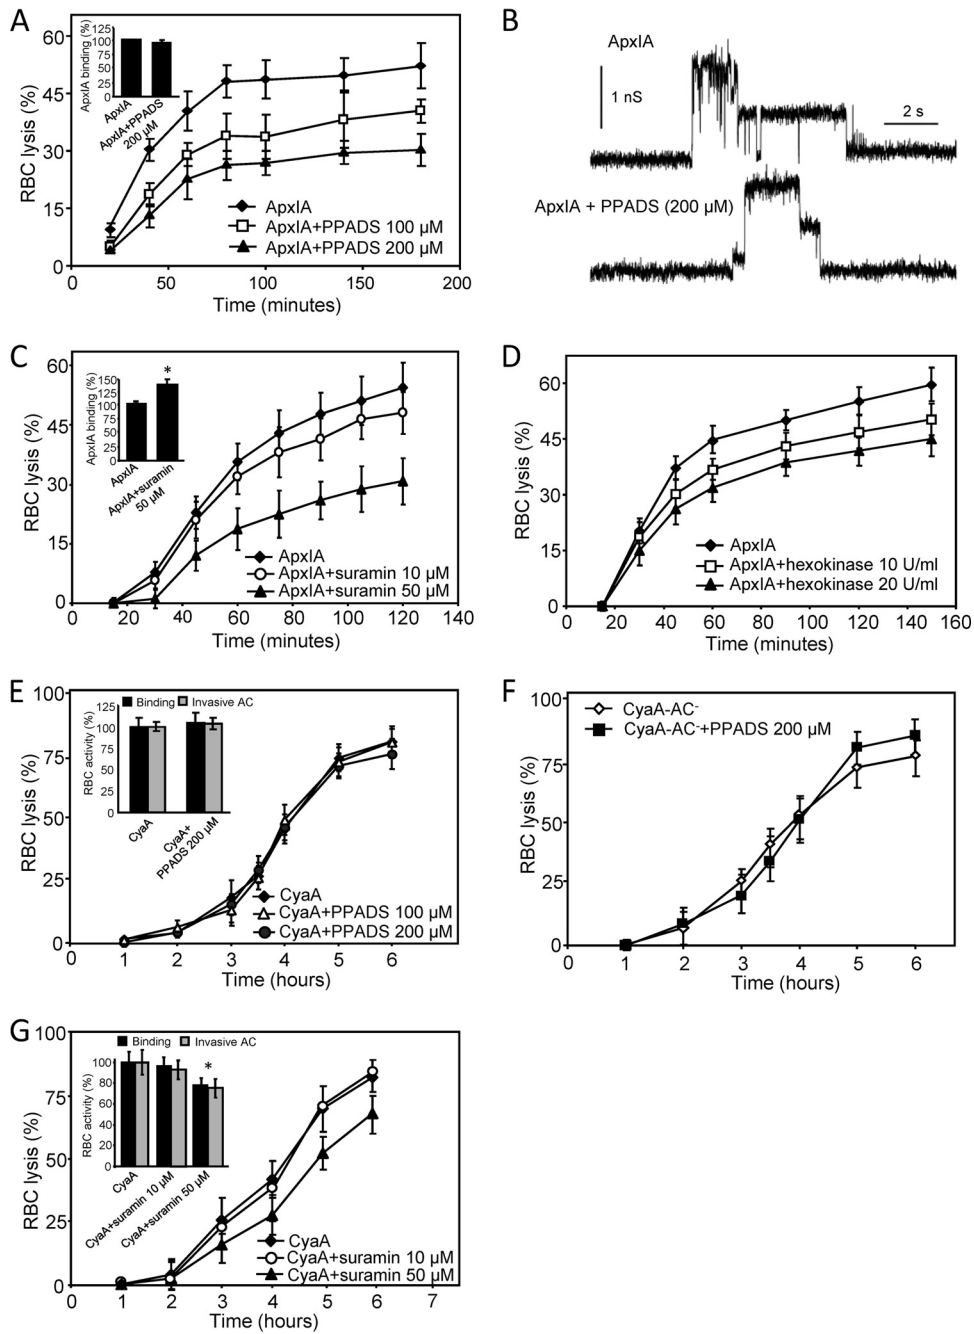 A
RBC lysis (%)
60
45
30
15
0
0 50 100 150 200
Time (minutes)
ApxIA binding (%)
125
100
75
50
25
0
ApxIA
ApxIA+PPADS
200 µM
ApxIA
ApxIA+PPADS 100 µM
ApxIA+PPADS 200 µM
B
ApxIA
1 nS
2 s
ApxIA + PPADS (200 µM)
C
RBC lysis (%)
60
45
30
15
0
0 20 40 60 80 100 120 140
Time (minutes)
ApxIA binding (%)
150
125
100
75
50
25
0
*
ApxIA
ApxIA+suramin
50 µM
ApxIA
ApxIA+suramin 10 µM
ApxIA+suramin 50 µM
D
RBC lysis (%)
60
45
30
15
0
0 20 40 60 80 100 120 140 160
Time (minutes)
ApxIA
ApxIA+hexokinase 10 U/ml
ApxIA+hexokinase 20 U/ml
E
RBC lysis (%)
100
75
50
25
0
0 1 2 3 4 5 6
Time (hours)
Binding Invasive AC
RBC activity (%)
125
100
75
50
25
0
CyaA
CyaA+
PPADS 200 µM
CyaA
CyaA+PPADS 100 µM
CyaA+PPADS 200 µM
F
RBC lysis (%)
100
75
50
25
0
0 1 2 3 4 5 6
Time (hours)
CyaA-AC⁻
CyaA-AC⁻+PPADS 200 µM
G
RBC lysis (%)
100
75
50
25
0
0 1 2 3 4 5 6 7
Time (hours)
Binding Invasive AC
RBC activity (%)
100
80
60
40
20
0
*
CyaA
CyaA+suramin 10 µM
CyaA+suramin 50 µM
CyaA
CyaA+suramin 10 µM
CyaA+suramin 50 µM